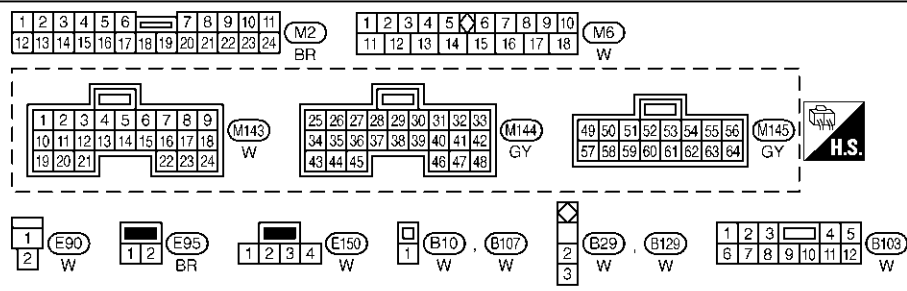 1 2 3 4 5 6 7 8 9 10 11
12 13 14 15 16 17 18 19 20 21 22 23 24
M2
BR
1 2 3 4 5 6 7 8 9 10
11 12 13 14 15 16 17 18
M6
W
1 2 3 4 5 6 7 8 9
10 11 12 13 14 15 16 17 18
19 20 21 22 23 24
M143
W
25 26 27 28 29 30 31 32 33
34 35 36 37 38 39 40 41 42
43 44 45 46 47 48
M144
GY
49 50 51 52 53 54 55 56
57 58 59 60 61 62 63 64
M145
GY
H.S.
1
2
E90
W
1 2
E95
BR
1 2 3 4
E150
W
1
B10 , B107
W W
2
3
B29 , B129
W W
1 2 3 4 5
6 7 8 9 10 11 12
B103
W